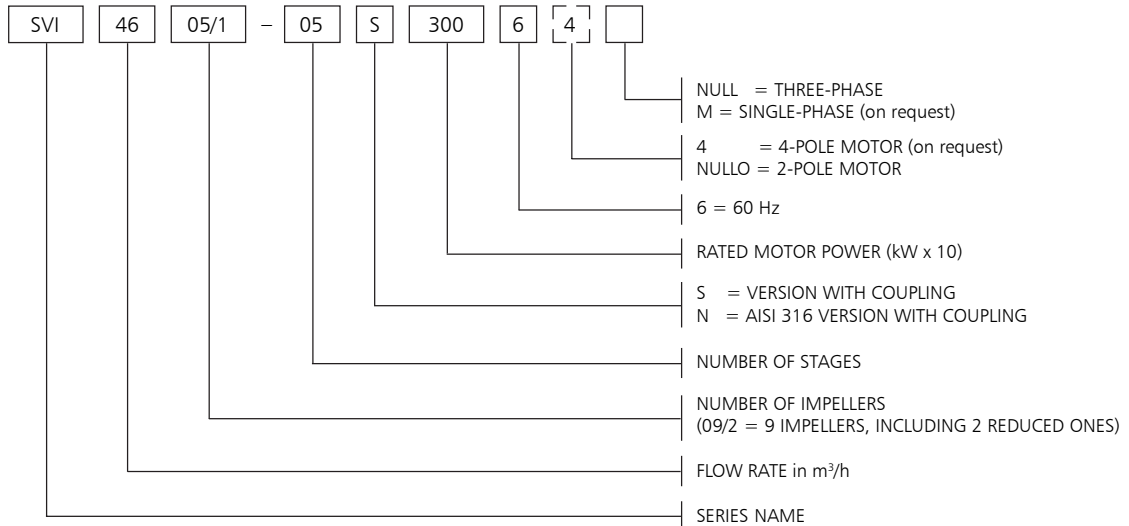 SVI 46 05/1 – 05 S 300 6 4
NULL = THREE-PHASE
M = SINGLE-PHASE (on request)
4 = 4-POLE MOTOR (on request)
NULLO = 2-POLE MOTOR
6 = 60 Hz
RATED MOTOR POWER (kW x 10)
S = VERSION WITH COUPLING
N = AISI 316 VERSION WITH COUPLING
NUMBER OF STAGES
NUMBER OF IMPELLERS
(09/2 = 9 IMPELLERS, INCLUDING 2 REDUCED ONES)
FLOW RATE in m³/h
SERIES NAME